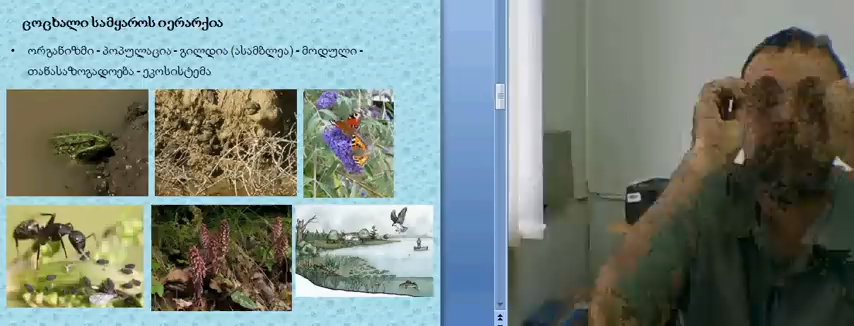 ცოცხალი სამყაროს იერარქია
• ორგანიზმი - პოპულაცია - გილდია (ასამბლეა) - მოდული -
თანასაზოგადოება - ეკოსისტემა